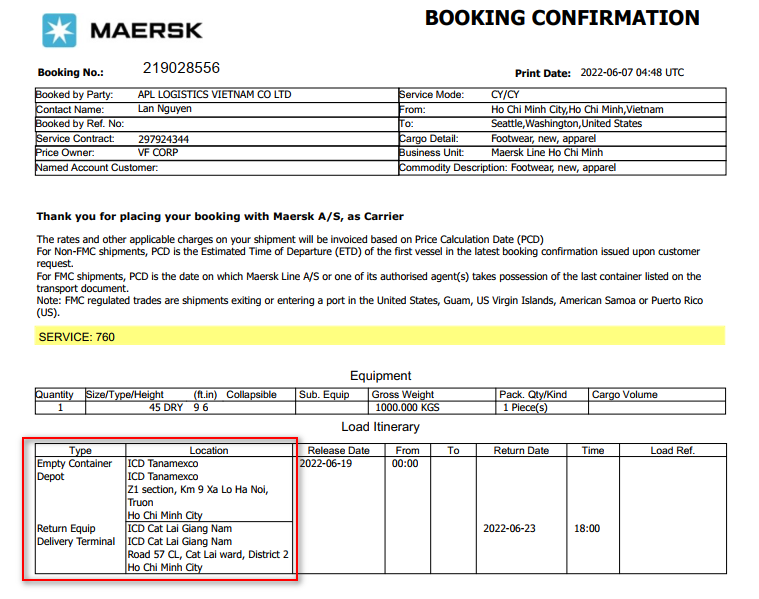 MAERSK
BOOKING CONFIRMATION
Booking No.: 219028556
Print Date: 2022-06-07 04:48 UTC
Booked by Party: APL LOGISTICS VIETNAM CO LTD Service Mode: CY/CY
Contact Name: Lan Nguyen From: Ho Chi Minh City,Ho Chi Minh,Vietnam
Booked by Ref. No: To: Seattle,Washington,United States
Service Contract: 297924344 Cargo Detail: Footwear, new, apparel
Price Owner: VF CORP Business Unit: Maersk Line Ho Chi Minh
Named Account Customer: Commodity Description: Footwear, new, apparel
Thank you for placing your booking with Maersk A/S, as Carrier
The rates and other applicable charges on your shipment will be invoiced based on Price Calculation Date (PCD)
For Non-FMC shipments, PCD is the Estimated Time of Departure (ETD) of the first vessel in the latest booking confirmation issued upon customer
request.
For FMC shipments, PCD is the date on which Maersk Line A/S or one of its authorised agent(s) takes possession of the last container listed on the
transport document.
Note: FMC regulated trades are shipments exiting or entering a port in the United States, Guam, US Virgin Islands, American Samoa or Puerto Rico
(US).
SERVICE: 760
Equipment
Quantity Size/Type/Height (ft.in) Collapsible Sub. Equip Gross Weight Pack. Qty/Kind Cargo Volume
1 45 DRY 9 6 1000.000 KGS 1 Piece(s)
Load Itinerary
Type Location Release Date From To Return Date Time Load Ref.
Empty Container ICD Tanamexco 2022-06-19 00:00
Depot ICD Tanamexco
Z1 section, Km 9 Xa Lo Ha Noi,
Truon
Ho Chi Minh City
Return Equip ICD Cat Lai Giang Nam 2022-06-23 18:00
Delivery Terminal ICD Cat Lai Giang Nam
Road 57 CL, Cat Lai ward, District 2
Ho Chi Minh City